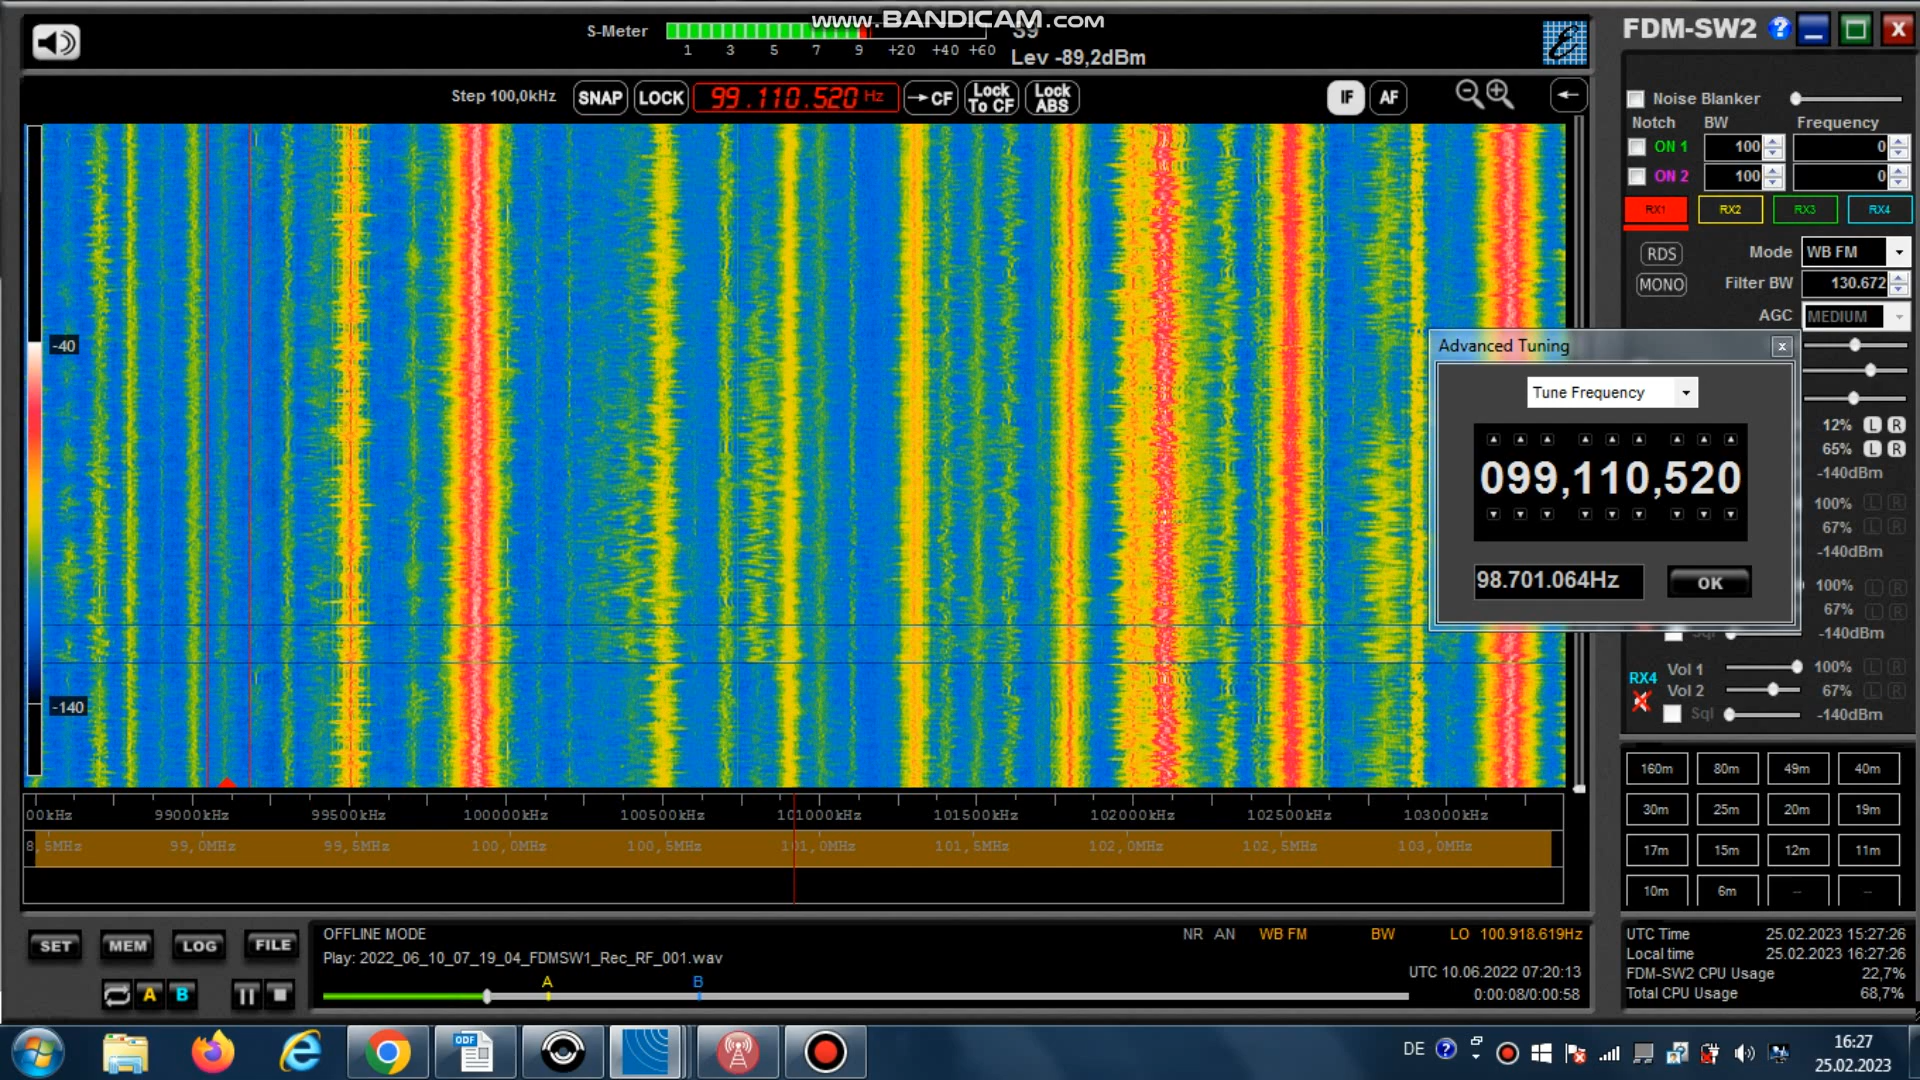 www.BANDICAM.com
S-Meter
1 3 5 7 9 +20 +40 +60
S9
Lev -89,2dBm
FDM-SW2
Step 100,0kHz
SNAP
LOCK
99.110.520 Hz
→CF
Lock To CF
Lock ABS
IF
AF
Noise Blanker
Notch BW Frequency
ON 1 100 0
ON 2 100 0
RX1 RX2 RX3 RX4
RDS
Mode WB FM
MONO
Filter BW 130.672
AGC MEDIUM
-40
-140
Advanced Tuning
Tune Frequency
099,110,520
98.701.064Hz
OK
12% L R
65% L R
-140dBm
100% L R
67% L R
-140dBm
100% L R
67% L R
Sql -140dBm
RX4
Vol 1 100% L R
Vol 2 67% L R
Sql -140dBm
00kHz 99000kHz 99500kHz 100000kHz 100500kHz 101000kHz 101500kHz 102000kHz 102500kHz 103000kHz
8,5MHz 99,0MHz 99,5MHz 100,0MHz 100,5MHz 101,0MHz 101,5MHz 102,0MHz 102,5MHz 103,0MHz
160m 80m 49m 40m
30m 25m 20m 19m
17m 15m 12m 11m
10m 6m -- --
SET MEM LOG FILE
A B
OFFLINE MODE
NR AN WB FM BW LO 100.918.619Hz
Play: 2022_06_10_07_19_04_FDMSW1_Rec_RF_001.wav
UTC 10.06.2022 07:20:13
A B
0:00:08/0:00:58
UTC Time 25.02.2023 15:27:26
Local time 25.02.2023 16:27:26
FDM-SW2 CPU Usage 22,7%
Total CPU Usage 68,7%
ODF
DE
16:27
25.02.2023